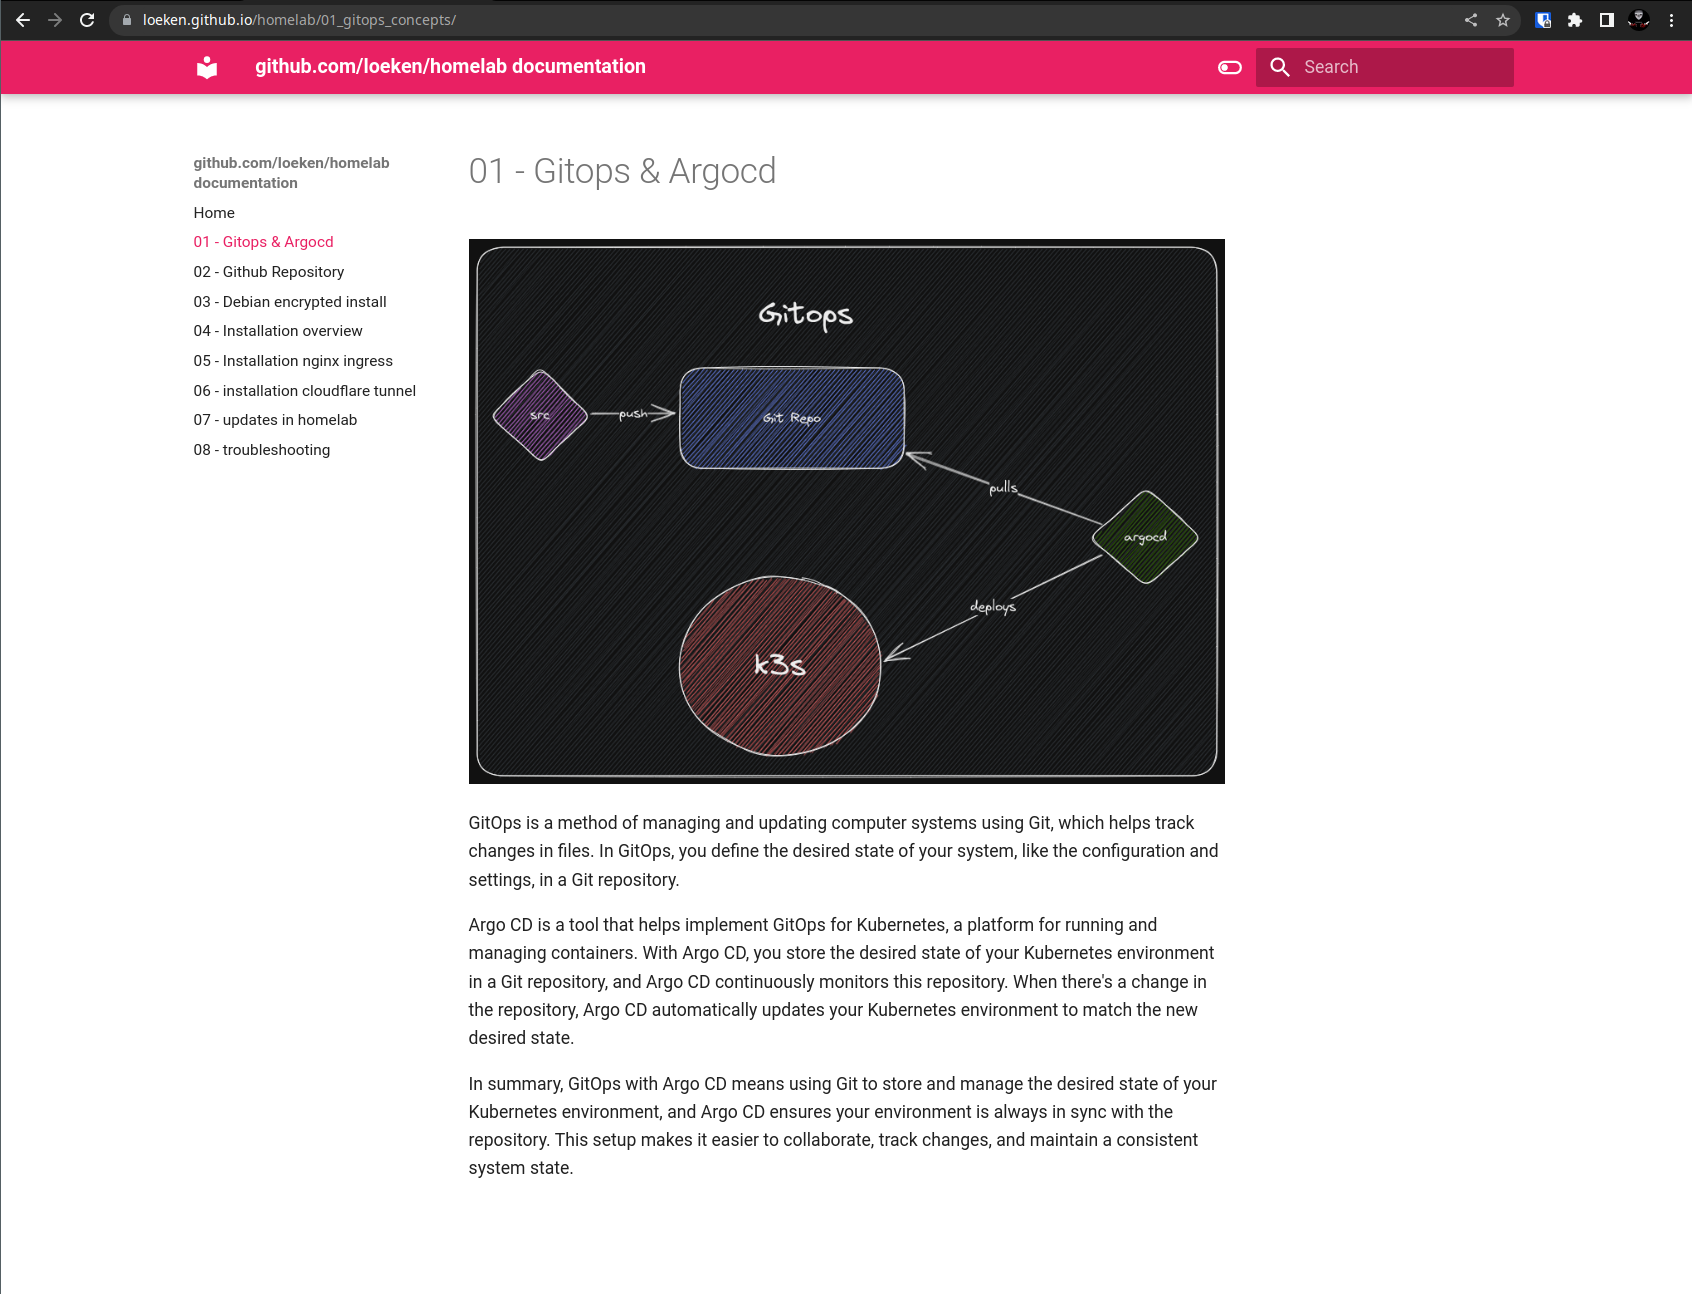 loeken.github.io/homelab/01_gitops_concepts/
github.com/loeken/homelab documentation
Search
github.com/loeken/homelab
documentation
Home
01 - Gitops & Argocd
02 - Github Repository
03 - Debian encrypted install
04 - Installation overview
05 - Installation nginx ingress
06 - installation cloudflare tunnel
07 - updates in homelab
08 - troubleshooting
01 - Gitops & Argocd
Gitops
src
push
Git Repo
pulls
argocd
deploys
k3s
GitOps is a method of managing and updating computer systems using Git, which helps track
changes in files. In GitOps, you define the desired state of your system, like the configuration and
settings, in a Git repository.
Argo CD is a tool that helps implement GitOps for Kubernetes, a platform for running and
managing containers. With Argo CD, you store the desired state of your Kubernetes environment
in a Git repository, and Argo CD continuously monitors this repository. When there's a change in
the repository, Argo CD automatically updates your Kubernetes environment to match the new
desired state.
In summary, GitOps with Argo CD means using Git to store and manage the desired state of your
Kubernetes environment, and Argo CD ensures your environment is always in sync with the
repository. This setup makes it easier to collaborate, track changes, and maintain a consistent
system state.